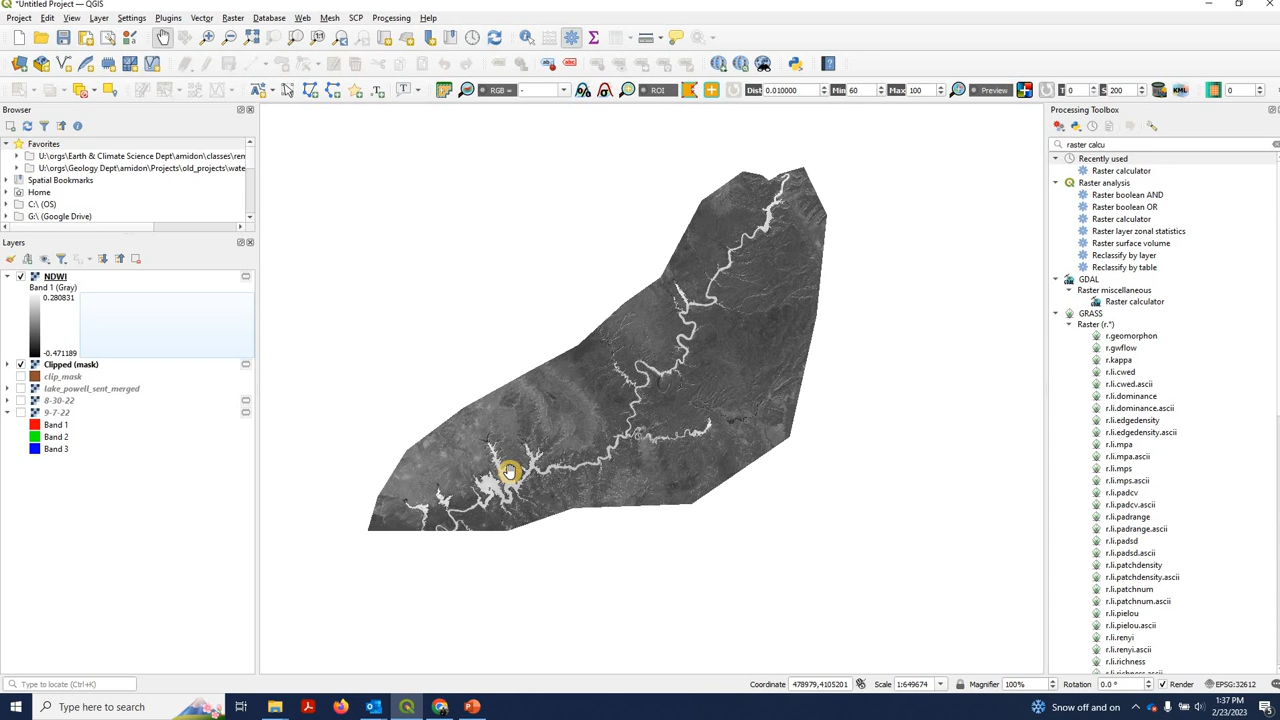 *Untitled Project — QGIS
Project Edit View Layer Settings Plugins Vector Raster Database Web Mesh SCP Processing Help
RGB = - ROI Dist 0.010000 Min 60 Max 100 Preview T 0 S 200 KML 0
Browser
Favorites
U:\orgs\Earth & Climate Science Dept\amidon\classes\ren
U:\orgs\Geology Dept\amidon\Projects\old_projects\wate
Spatial Bookmarks
Home
C:\ (OS)
G:\ (Google Drive)
Layers
NDWI
Band 1 (Gray)
0.280831
-0.471189
Clipped (mask)
clip_mask
lake_powell_sent_merged
8-30-22
9-7-22
Band 1
Band 2
Band 3
Processing Toolbox
raster calcu
Recently used
Raster calculator
Raster analysis
Raster boolean AND
Raster boolean OR
Raster calculator
Raster layer zonal statistics
Raster surface volume
Reclassify by layer
Reclassify by table
GDAL
Raster miscellaneous
Raster calculator
GRASS
Raster (r.*)
r.geomorphon
r.gwflow
r.kappa
r.li.cwed
r.li.cwed.ascii
r.li.dominance
r.li.dominance.ascii
r.li.edgedensity
r.li.edgedensity.ascii
r.li.mpa
r.li.mpa.ascii
r.li.mps
r.li.mps.ascii
r.li.padcv
r.li.padcv.ascii
r.li.padrange
r.li.padrange.ascii
r.li.padsd
r.li.padsd.ascii
r.li.patchdensity
r.li.patchdensity.ascii
r.li.patchnum
r.li.patchnum.ascii
r.li.pielou
r.li.pielou.ascii
r.li.renyi
r.li.renyi.ascii
r.li.richness
r.li.richness.ascii
Type to locate (Ctrl+K) Coordinate 478979,4105201 Scale 1:649674 Magnifier 100% Rotation 0.0 ° Render EPSG:32612
Type here to search Snow off and on 1:37 PM
2/23/2023